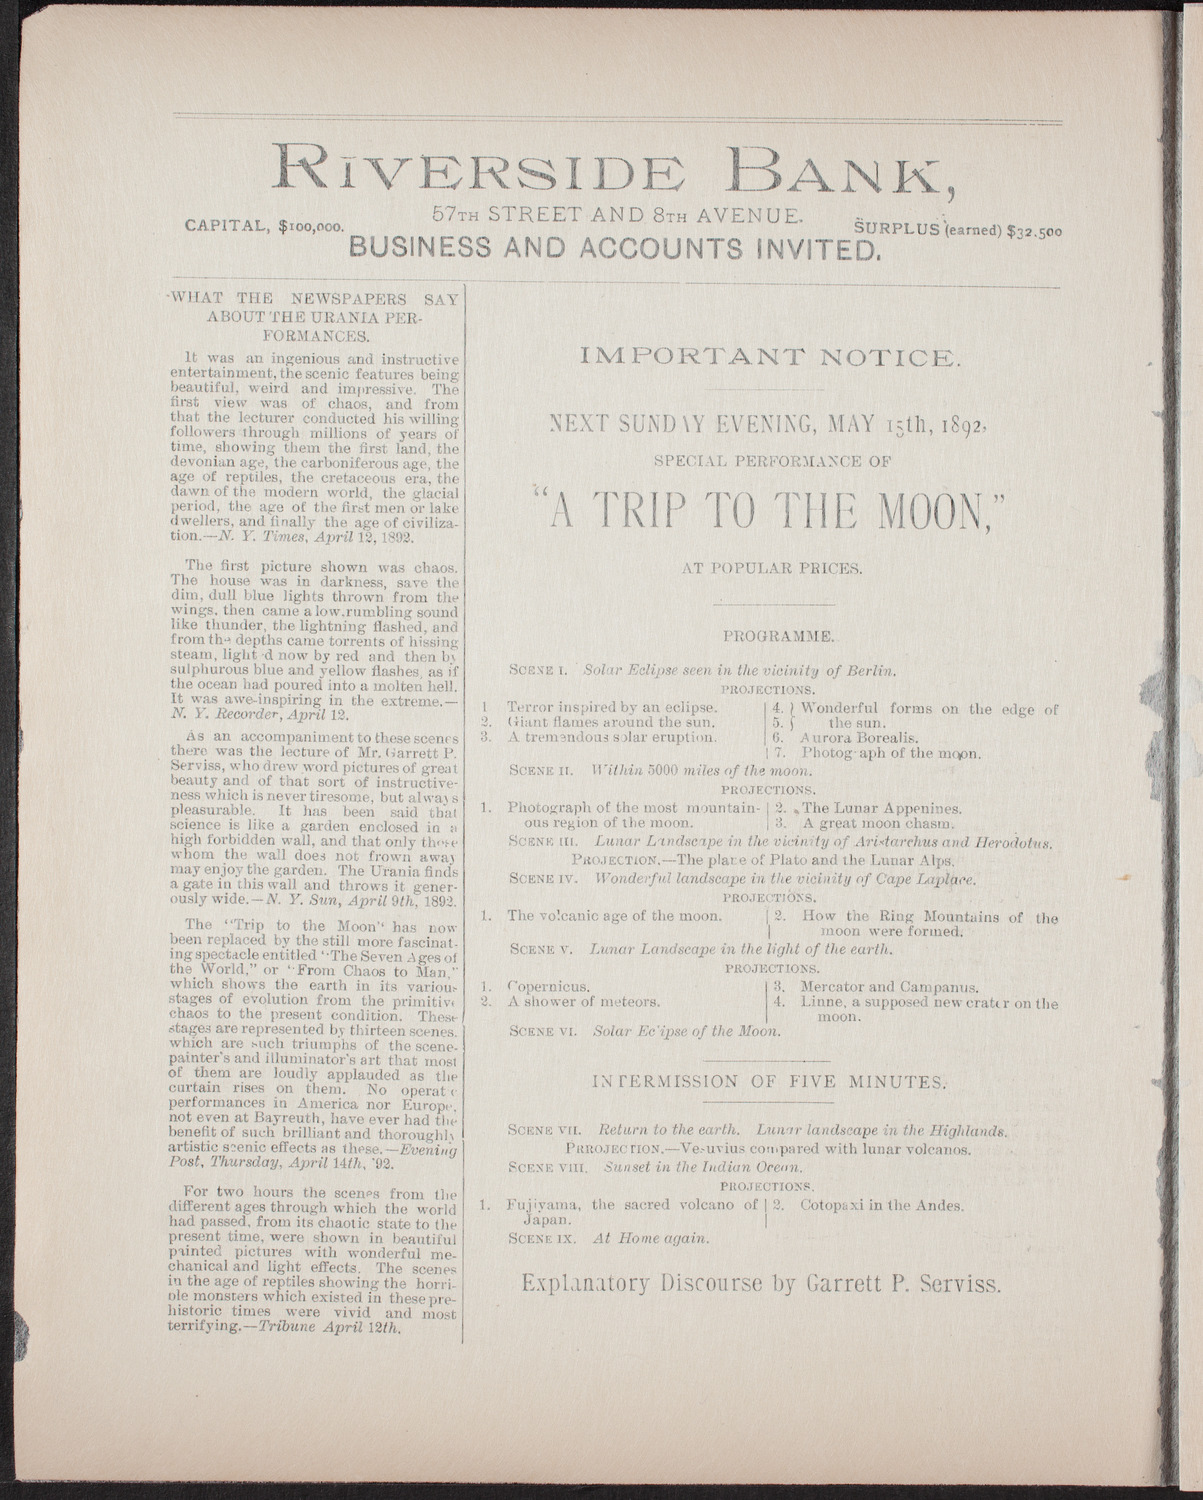 RIVERSIDE BANK,
57TH STREET AND 8TH AVENUE.
CAPITAL, $100,000.
SURPLUS (earned) $32,500
BUSINESS AND ACCOUNTS INVITED.
WHAT THE NEWSPAPERS SAY
ABOUT THE URANIA PER-
FORMANCES.
It was an ingenious and instructive
entertainment, the scenic features being
beautiful, weird and impressive. The
first view was of chaos, and from
that the lecturer conducted his willing
followers through millions of years of
time, showing them the first land, the
devonian age, the carboniferous age, the
age of reptiles, the cretaceous era, the
dawn of the modern world, the glacial
period, the age of the first men or lake
dwellers, and finally the age of civiliza-
tion.—N. Y. Times, April 12, 1892.
The first picture shown was chaos.
The house was in darkness, save the
dim, dull blue lights thrown from the
wings, then came a low, rumbling sound
like thunder, the lightning flashed, and
from the depths came torrents of hissing
steam, light d now by red and then by
sulphurous blue and yellow flashes, as if
the ocean had poured into a molten hell.
It was awe-inspiring in the extreme.—
N. Y. Recorder, April 12.
As an accompaniment to these scenes
there was the lecture of Mr. Garrett P.
Serviss, who drew word pictures of great
beauty and of that sort of instructive-
ness which is never tiresome, but always
pleasurable. It has been said that
science is like a garden enclosed in a
high forbidden wall, and that only those
whom the wall does not frown away
may enjoy the garden. The Urania finds
a gate in this wall and throws it gener-
ously wide.—N. Y. Sun, April 9th, 1892.
The "Trip to the Moon" has now
been replaced by the still more fascinat-
ing spectacle entitled "The Seven Ages of
the World," or "From Chaos to Man,"
which shows the earth in its various
stages of evolution from the primitive
chaos to the present condition. These
stages are represented by thirteen scenes,
which are such triumphs of the scene-
painter's and illuminator's art that most
of them are loudly applauded as the
curtain rises on them. No operat c
performances in America nor Europe,
not even at Bayreuth, have ever had the
benefit of such brilliant and thoroughly
artistic scenic effects as these.—Evening
Post, Thursday, April 14th, '92.
For two hours the scenes from the
different ages through which the world
had passed, from its chaotic state to the
present time, were shown in beautiful
painted pictures with wonderful me-
chanical and light effects. The scenes
in the age of reptiles showing the horri-
ble monsters which existed in these pre-
historic times were vivid and most
terrifying.—Tribune April 12th.
IMPORTANT NOTICE.
NEXT SUNDAY EVENING, MAY 15th, 1892,
SPECIAL PERFORMANCE OF
"A TRIP TO THE MOON,"
AT POPULAR PRICES.
PROGRAMME.
SCENE I. Solar Eclipse seen in the vicinity of Berlin.
PROJECTIONS.
1 Terror inspired by an eclipse.
2. Giant flames around the sun.
3. A tremendous solar eruption.
4. } Wonderful forms on the edge of
5. { the sun.
6. Aurora Borealis.
7. Photog aph of the moon.
SCENE II. Within 5000 miles of the moon.
PROJECTIONS.
1. Photograph of the most mountain-
ous region of the moon.
2. The Lunar Appenines.
3. A great moon chasm.
SCENE III. Lunar Landscape in the vicinity of Aristarchus and Herodotus.
PROJECTION.—The place of Plato and the Lunar Alps.
SCENE IV. Wonderful landscape in the vicinity of Cape Laplace.
PROJECTIONS.
1. The volcanic age of the moon.
2. How the Ring Mountains of the
moon were formed.
SCENE V. Lunar Landscape in the light of the earth.
PROJECTIONS.
1. Copernicus.
2. A shower of meteors.
3. Mercator and Campanus.
4. Linne, a supposed new crater on the
moon.
SCENE VI. Solar Ec'ipse of the Moon.
INTERMISSION OF FIVE MINUTES.
SCENE VII. Return to the earth. Lunar landscape in the Highlands.
PRROJECTION.—Vesuvius compared with lunar volcanos.
SCENE VIII. Sunset in the Indian Ocean.
PROJECTIONS.
1. Fujiyama, the sacred volcano of
Japan.
2. Cotopaxi in the Andes.
SCENE IX. At Home again.
Explanatory Discourse by Garrett P. Serviss.